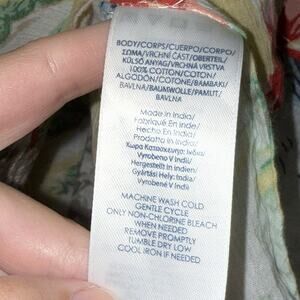 BODY/CORPS/CUERPO/CORPO/
ΣΩΜΑ/VRCHNÍ ČÁST/OBERTEIL/
KÜLSŐ ANYAG/VRCHNÁ VRSTVA
100% COTTON/COTON/
ALGODÓN/COTONE/BAMBAKI/
BAVLNA/BAUMWOLLE/PAMUT/
BAVLNA
Made In India/
Fabriqué En Inde/
Hecho En India/
Prodotto In India/
Χωρα Κατασκευης: Ινδια/
Vyrobeno V Indii/
Hergestellt In Indien/
Gyártási Hely: India/
Vyrobené V Indii
MACHINE WASH COLD
GENTLE CYCLE
ONLY NON-CHLORINE BLEACH
WHEN NEEDED
REMOVE PROMPTLY
TUMBLE DRY LOW
COOL IRON IF NEEDED